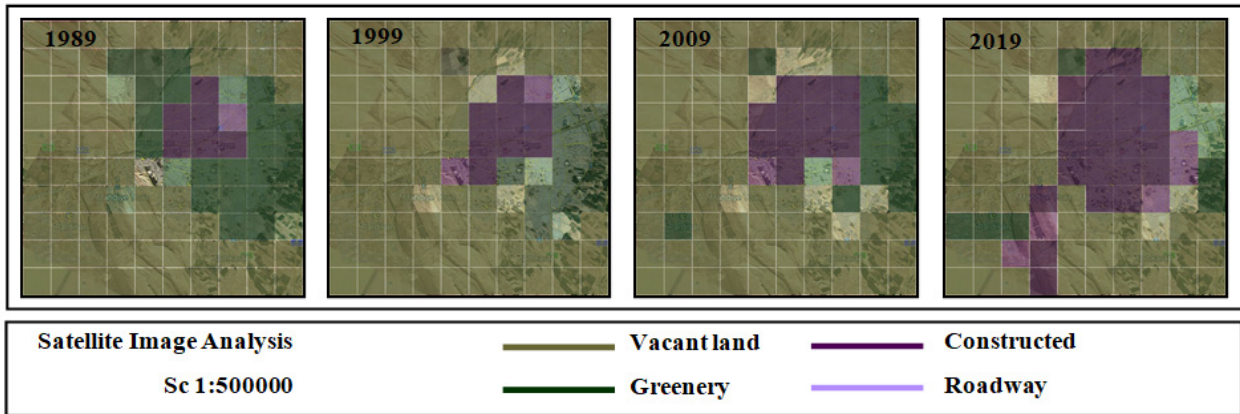 1989
1999
2009
2019
Satellite Image Analysis
Sc 1:500000
Vacant land
Constructed
Greenery
Roadway